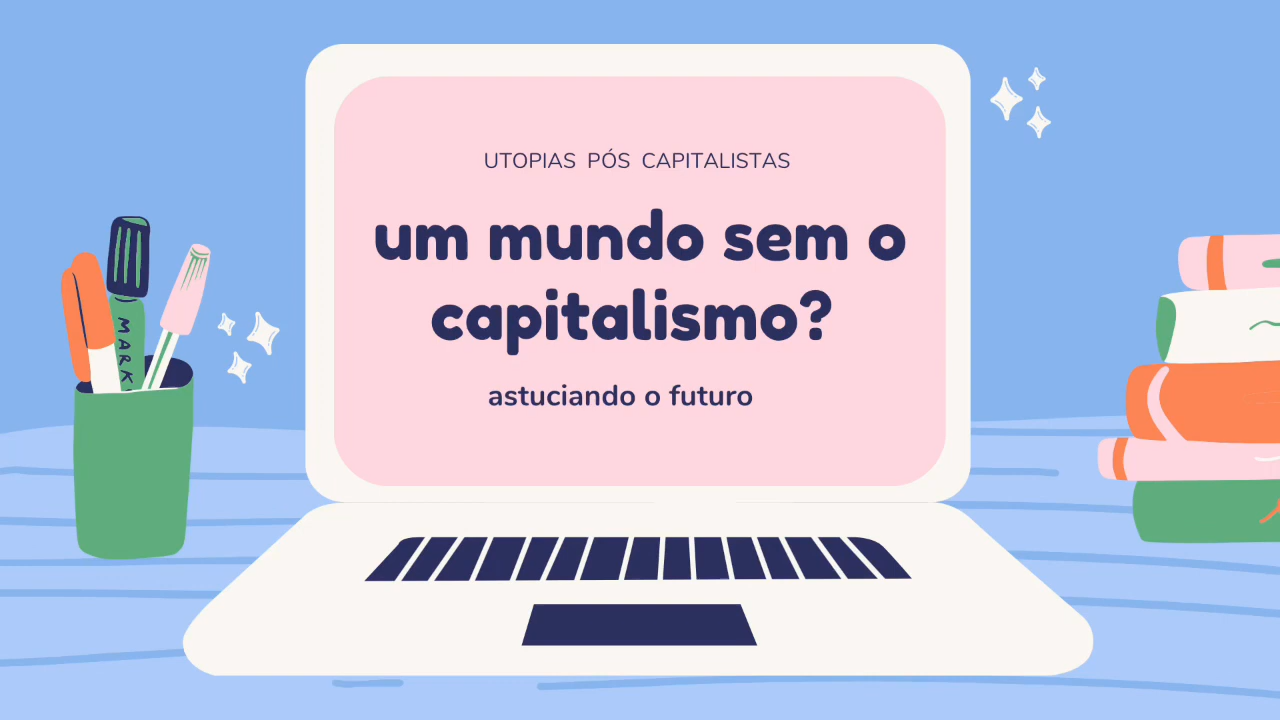 UTOPIAS PÓS CAPITALISTAS
um mundo sem o
capitalismo?
astuciando o futuro
MARK